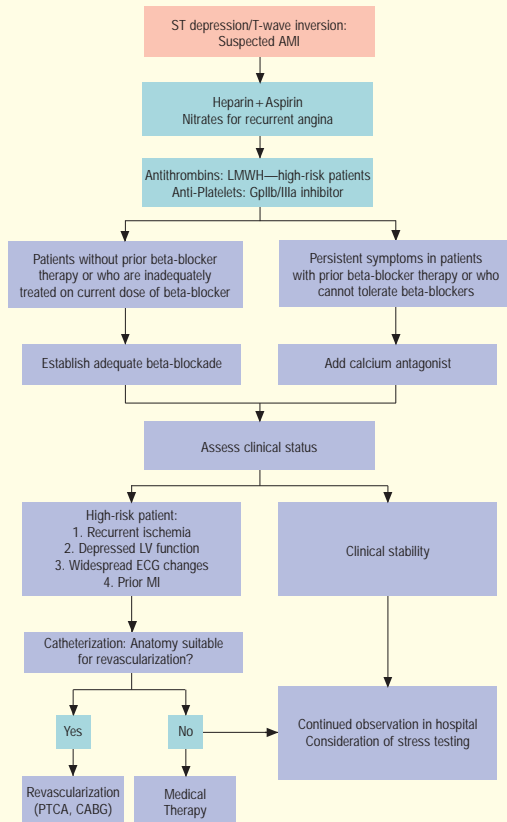 ST depression/T-wave inversion:
Suspected AMI
Heparin + Aspirin
Nitrates for recurrent angina
Antithrombins: LMWH—high-risk patients
Anti-Platelets: GpIIb/IIIa inhibitor
Patients without prior beta-blocker
therapy or who are inadequately
treated on current dose of beta-blocker
Persistent symptoms in patients
with prior beta-blocker therapy or who
cannot tolerate beta-blockers
Establish adequate beta-blockade
Add calcium antagonist
Assess clinical status
High-risk patient:
1. Recurrent ischemia
2. Depressed LV function
3. Widespread ECG changes
4. Prior MI
Clinical stability
Catheterization: Anatomy suitable
for revascularization?
Yes
No
Continued observation in hospital
Consideration of stress testing
Revascularization
(PTCA, CABG)
Medical
Therapy